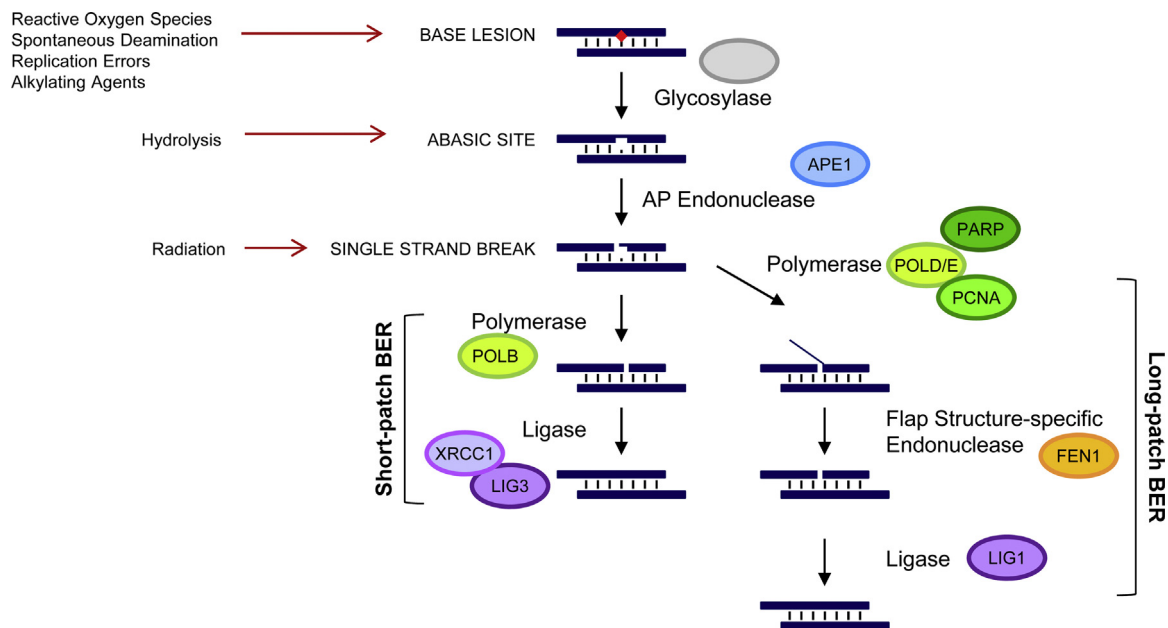 Reactive Oxygen Species
Spontaneous Deamination
Replication Errors
Alkylating Agents
BASE LESION
Glycosylase
Hydrolysis
ABASIC SITE
APE1
AP Endonuclease
PARP
Radiation
SINGLE STRAND BREAK
Polymerase
POLD/E
PCNA
Short-patch BER
Polymerase
POLB
Ligase
XRCC1
LIG3
Long-patch BER
Flap Structure-specific
Endonuclease
FEN1
Ligase
LIG1